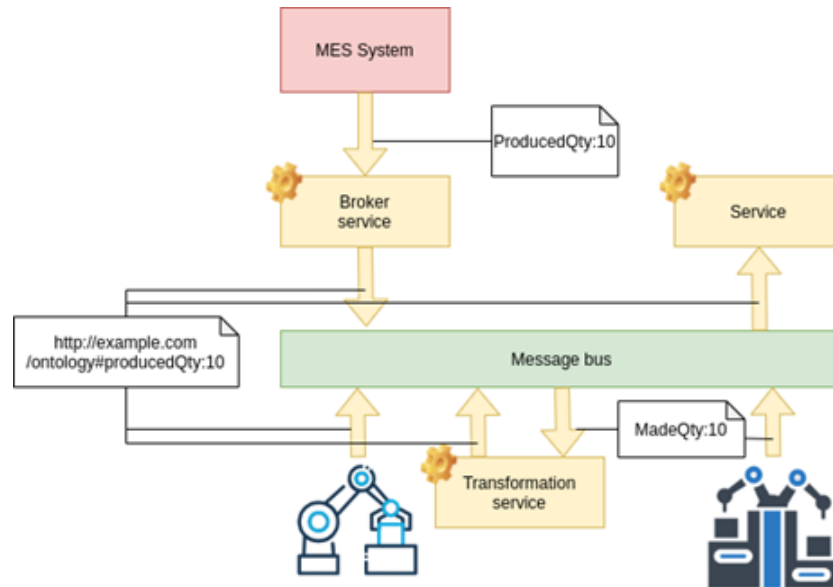 MES System
ProducedQty:10
Broker
service
Service
http://example.com
/ontology#producedQty:10
Message bus
MadeQty:10
Transformation
service